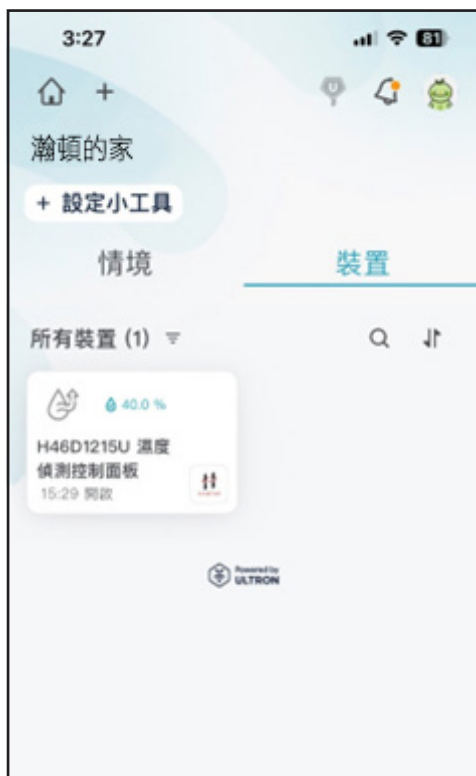 3:27
81
瀚頓的家
+ 設定小工具
情境
裝置
所有裝置 (1)
40.0 %
H46D1215U 濕度
偵測控制面板
15:29 開啟
Powered by
ULTRON